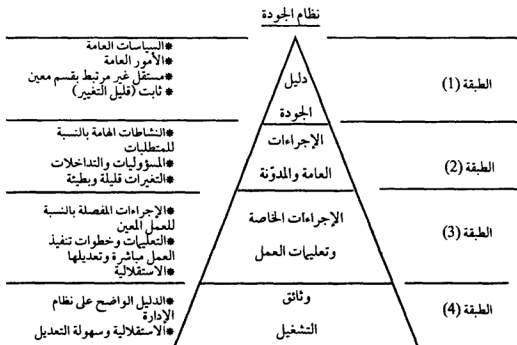 نظام الجودة
الطبقة (1)
دليل
الجودة
*السياسات العامة
*الأمور العامة
*مستقل غير مرتبط بقسم معين
*ثابت (قليل التغيير)
الطبقة (2)
الإجراءات
العامة والمدوّنة
*النشاطات الهامة بالنسبة
للمتطلبات
*المسؤوليات والتداخلات
*التغيرات قليلة وبطيئة
الطبقة (3)
الإجراءات الخاصة
وتعليمات العمل
*الإجراءات المفصلة بالنسبة
للعمل المعين
*التعليمات وخطوات تنفيذ
العمل مباشرة وتعديلها
*الاستقلالية
الطبقة (4)
وثائق
التشغيل
*الدليل الواضح على نظام
الإدارة
*الاستقلالية وسهولة التعديل